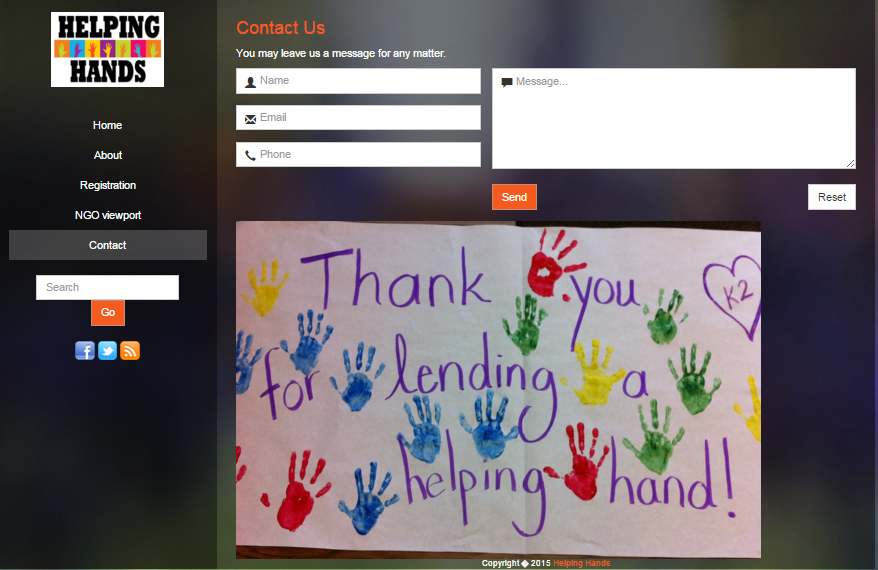 HELPING
HANDS
Home
About
Registration
NGO viewport
Contact
Search
Go
Contact Us
You may leave us a message for any matter.
Name
Email
Phone
Message...
Send
Reset
Thank you
K2
for lending a
helping hand!
Copyright � 2015 Helping Hands